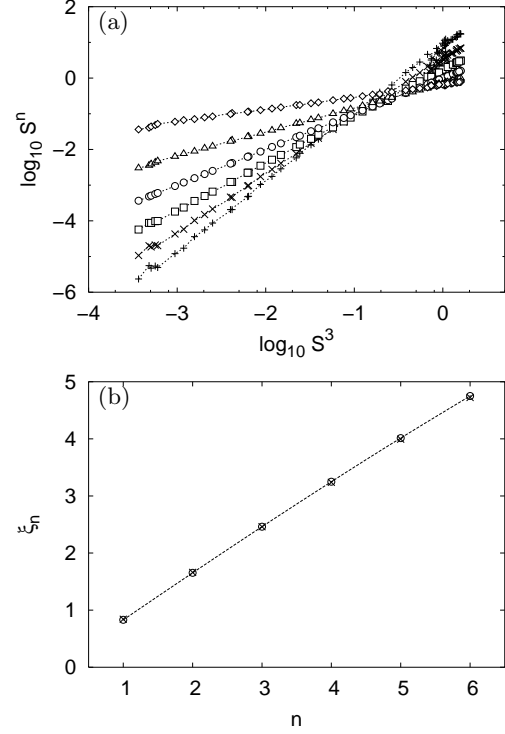 (a)
2
0
−2
−4
−6
log₁₀ Sⁿ
−4 −3 −2 −1 0
log₁₀ S³
(b)
5
4
3
2
1
0
ξₙ
1 2 3 4 5 6
n